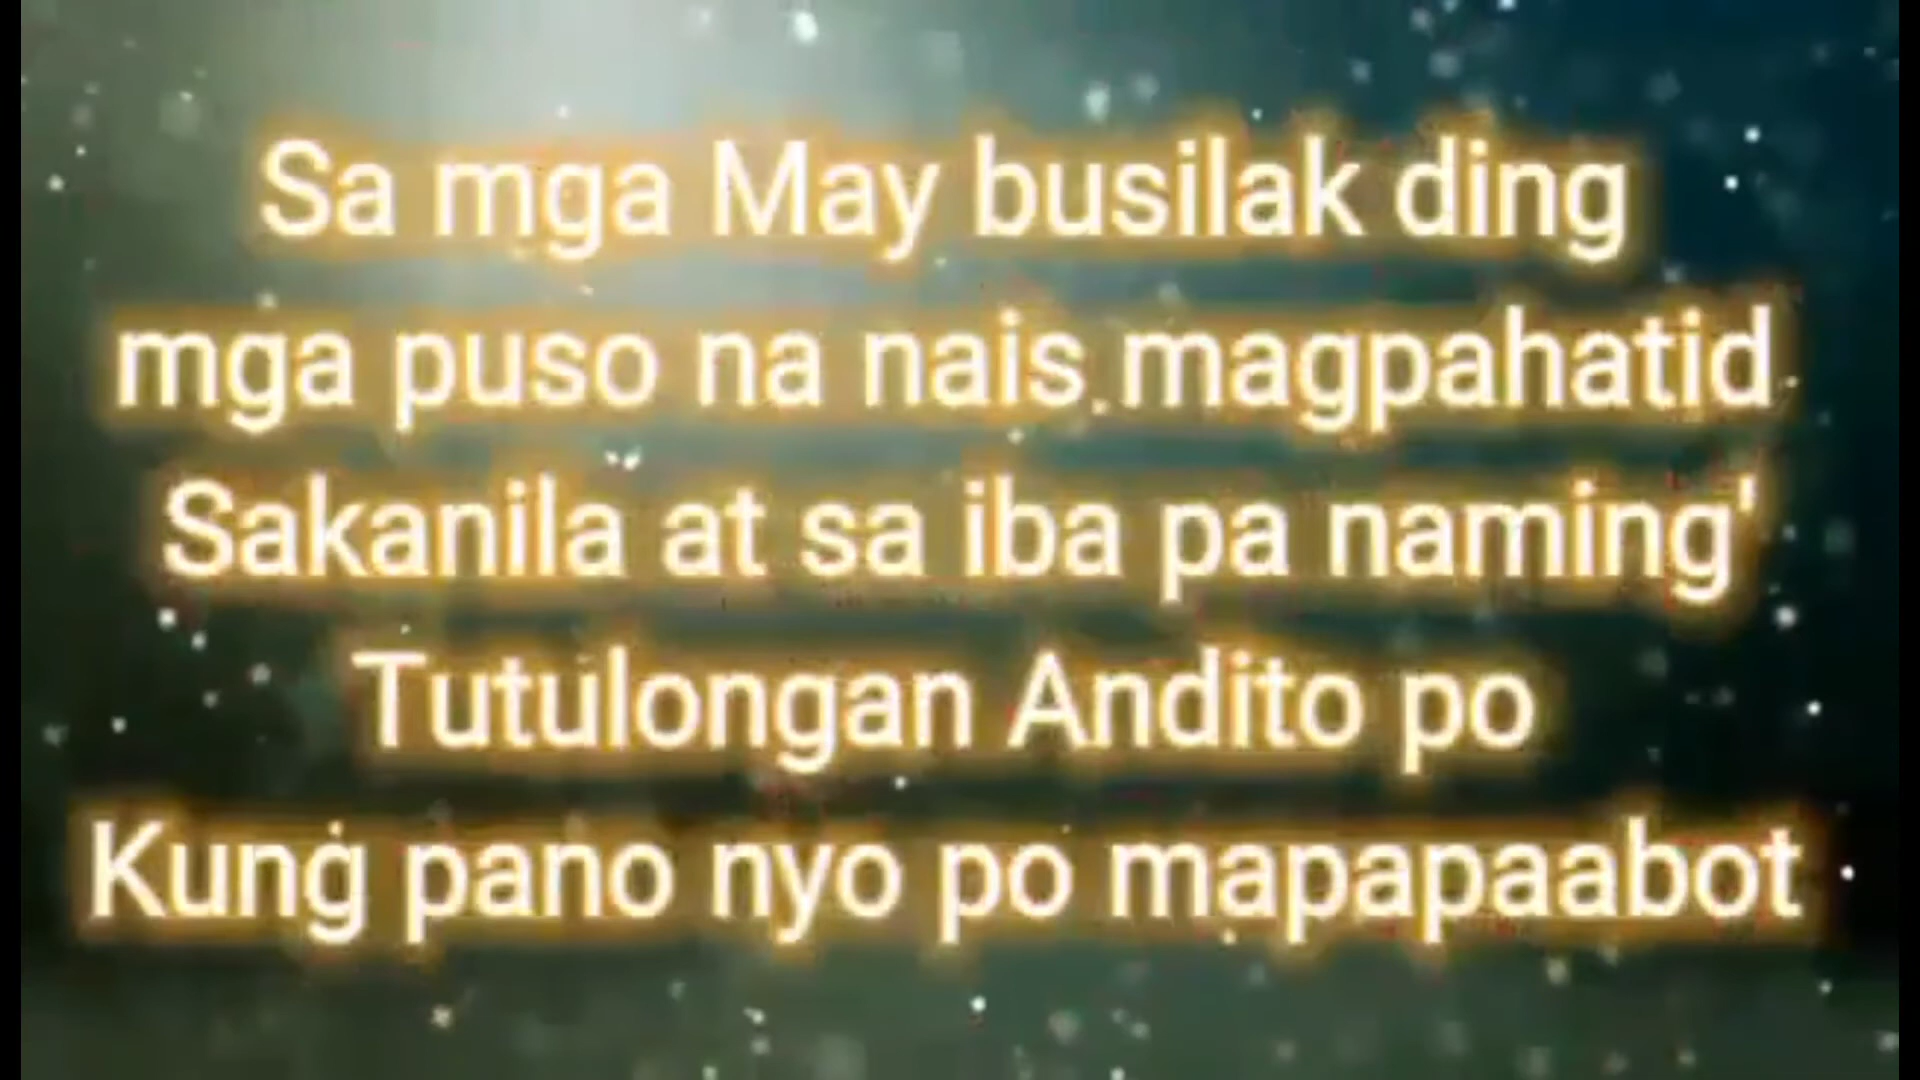 Sa mga May busilak ding
mga puso na nais magpahatid
Sakanila at sa iba pa naming'
Tutulongan Andito po
Kung pano nyo po mapapaabot